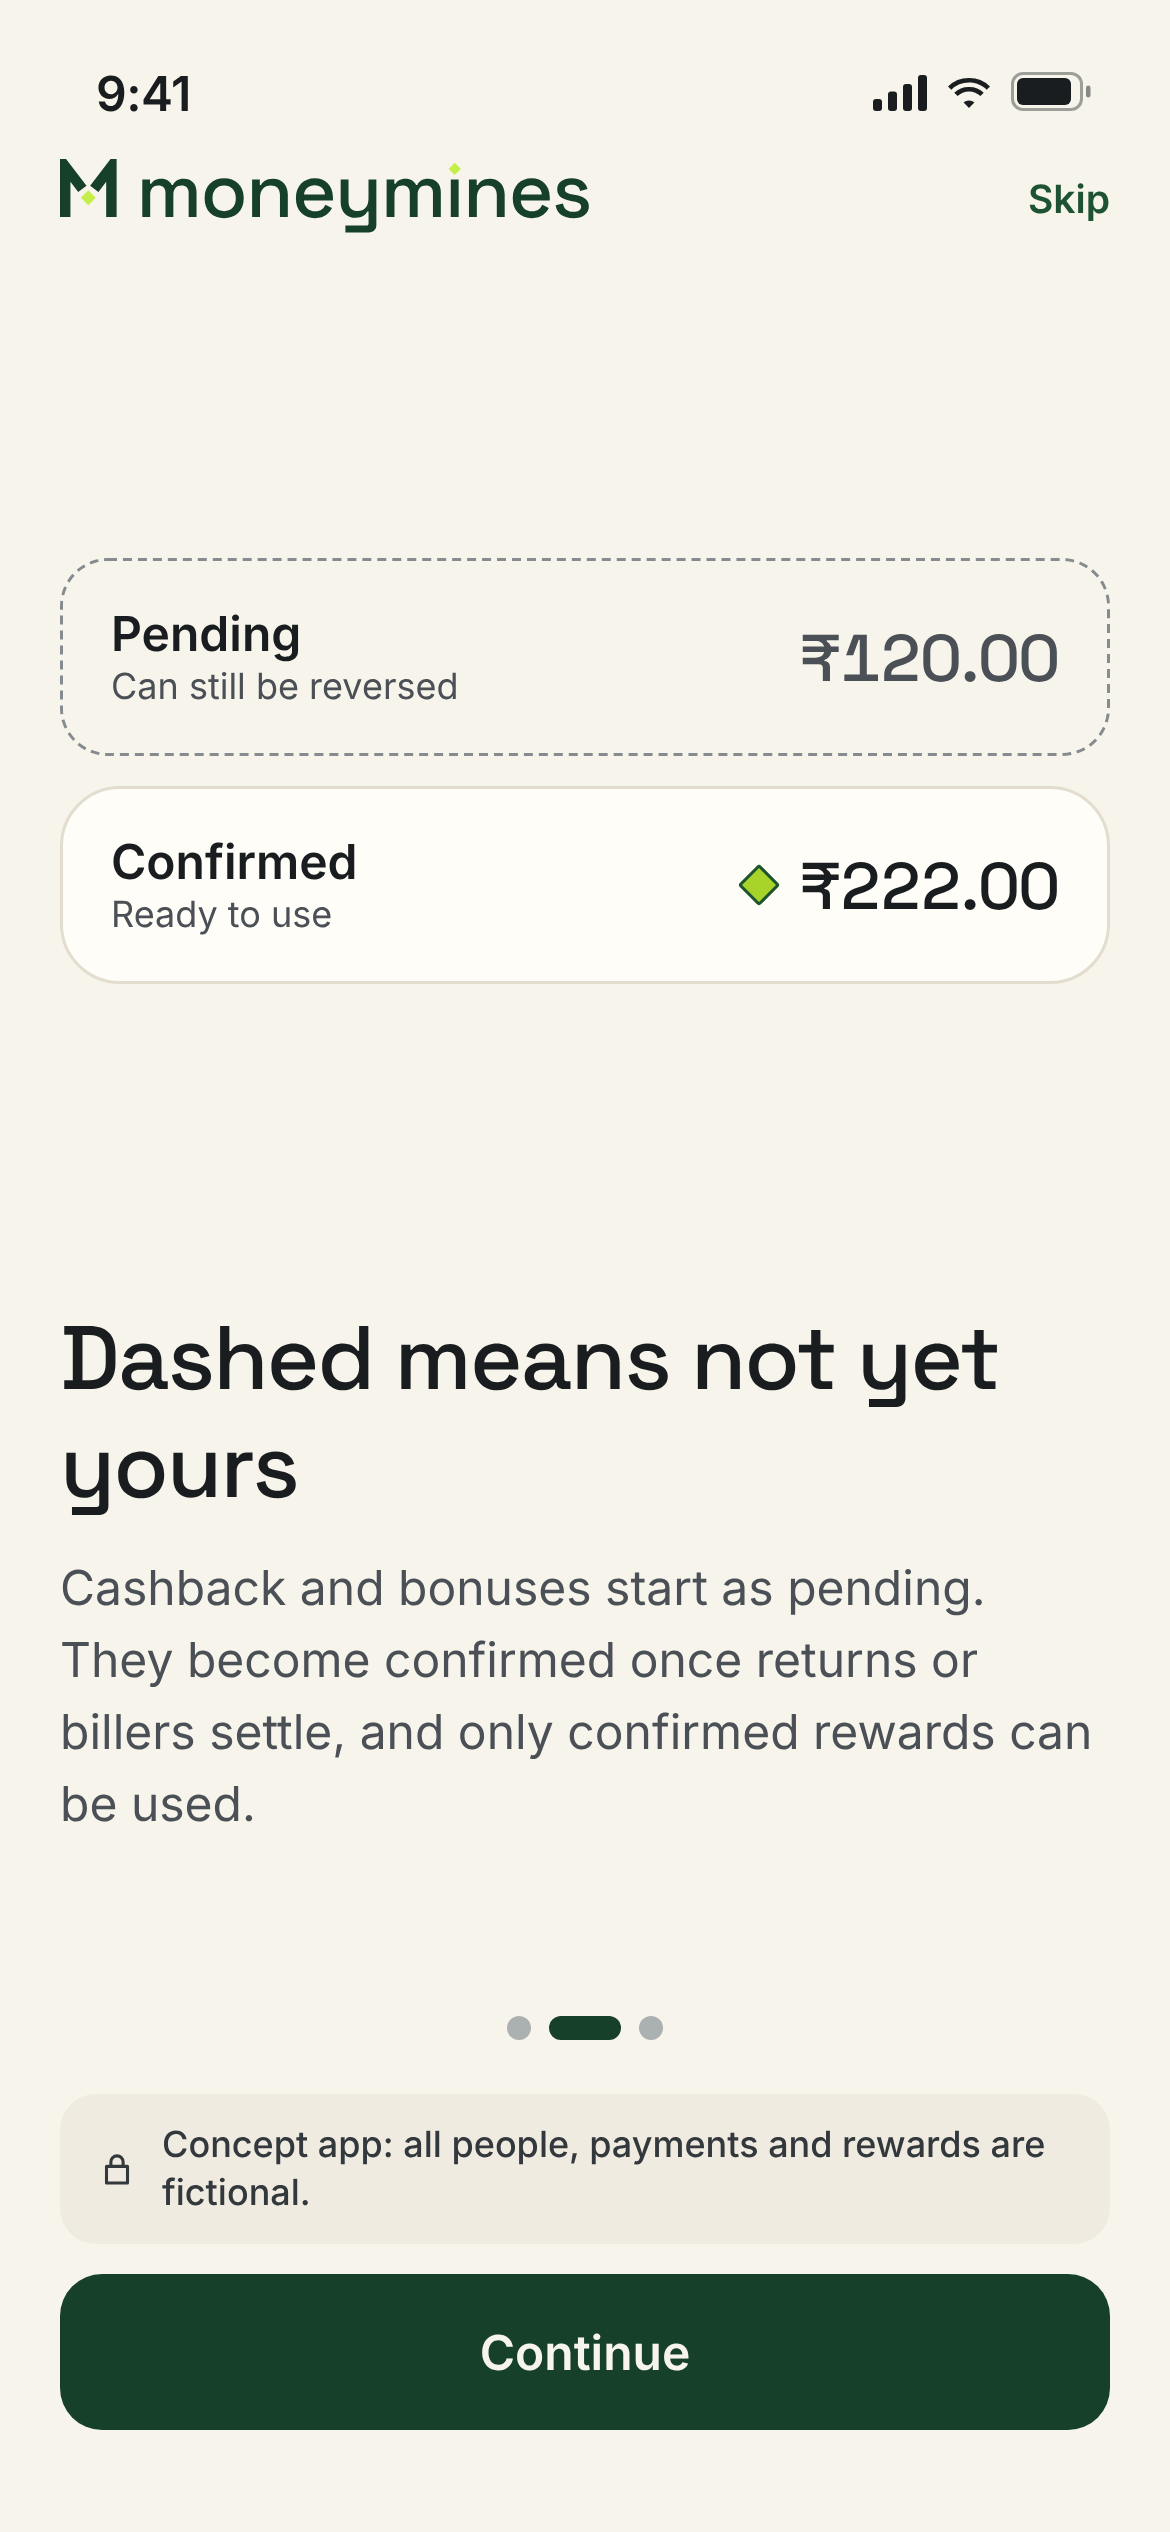 9:41
moneymines
Skip
Pending
Can still be reversed
₹120.00
Confirmed
Ready to use
₹222.00
Dashed means not yet
yours
Cashback and bonuses start as pending.
They become confirmed once returns or
billers settle, and only confirmed rewards can
be used.
Concept app: all people, payments and rewards are
fictional.
Continue